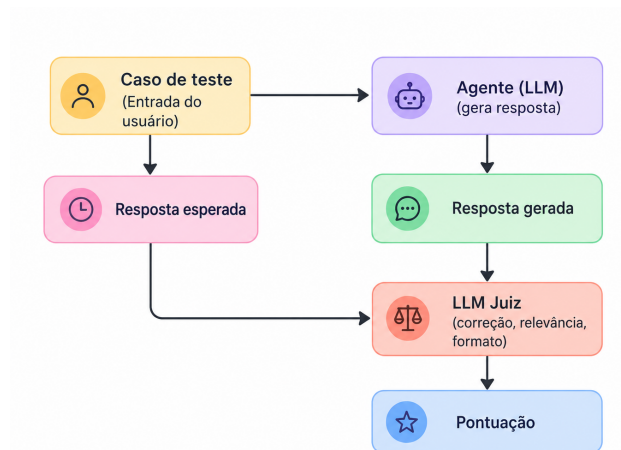 Caso de teste
(Entrada do
usuário)
Agente (LLM)
(gera resposta)
Resposta esperada
Resposta gerada
LLM Juiz
(correção, relevância,
formato)
Pontuação